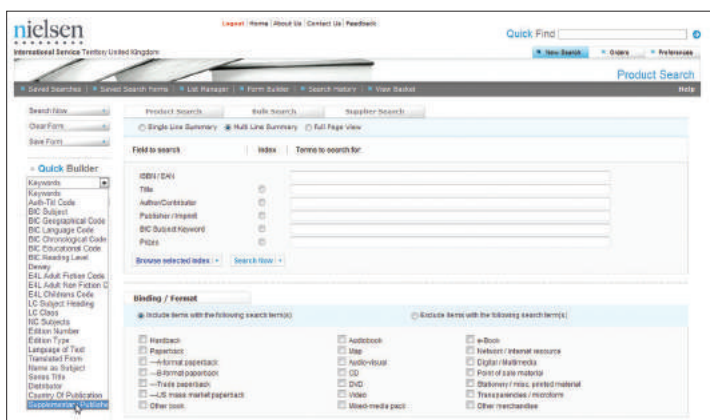 nielsen
Logout | Home | About Us | Contact Us | Feedback
Quick Find
International Service Territory United Kingdom
New Search
Orders
Preferences
Product Search
Saved Searches | Saved Search Forms | List Manager | Form Builder | Search History | View Basket
Help
Search Now
Clear Form
Save Form
Quick Builder
Keywords
Keywords
Auth-Titl Code
BIC Subject
BIC Geographical Code
BIC Language Code
BIC Chronological Code
BIC Educational Code
BIC Reading Level
Dewey
E4L Adult Fiction Code
E4L Adult Non Fiction C
E4L Childrens Code
LC Subject Heading
LC Class
NC Subjects
Edition Number
Edition Type
Language of Text
Translated From
Name as Subject
Series Title
Distributor
Country Of Publication
Supplementary Publishe
Product Search
Bulk Search
Supplier Search
Single Line Summary
Multi Line Summary
Full Page View
Field to search
Index
Terms to search for:
ISBN / EAN
Title
Author/Contributor
Publisher / Imprint
BIC Subject Keyword
Prizes
Browse selected index
Search Now
Binding / Format
Include items with the following search term(s)
Exclude items with the following search term(s)
Hardback
Paperback
---A-format paperback
---B-format paperback
---Trade paperback
---US mass market paperback
Other book
Audiobook
Map
Audio-visual
CD
DVD
Video
Mixed-media pack
e-Book
Network / Internet resource
Digital / Multimedia
Point of sale material
Stationery / misc. printed material
Transparencies / microform
Other merchandise